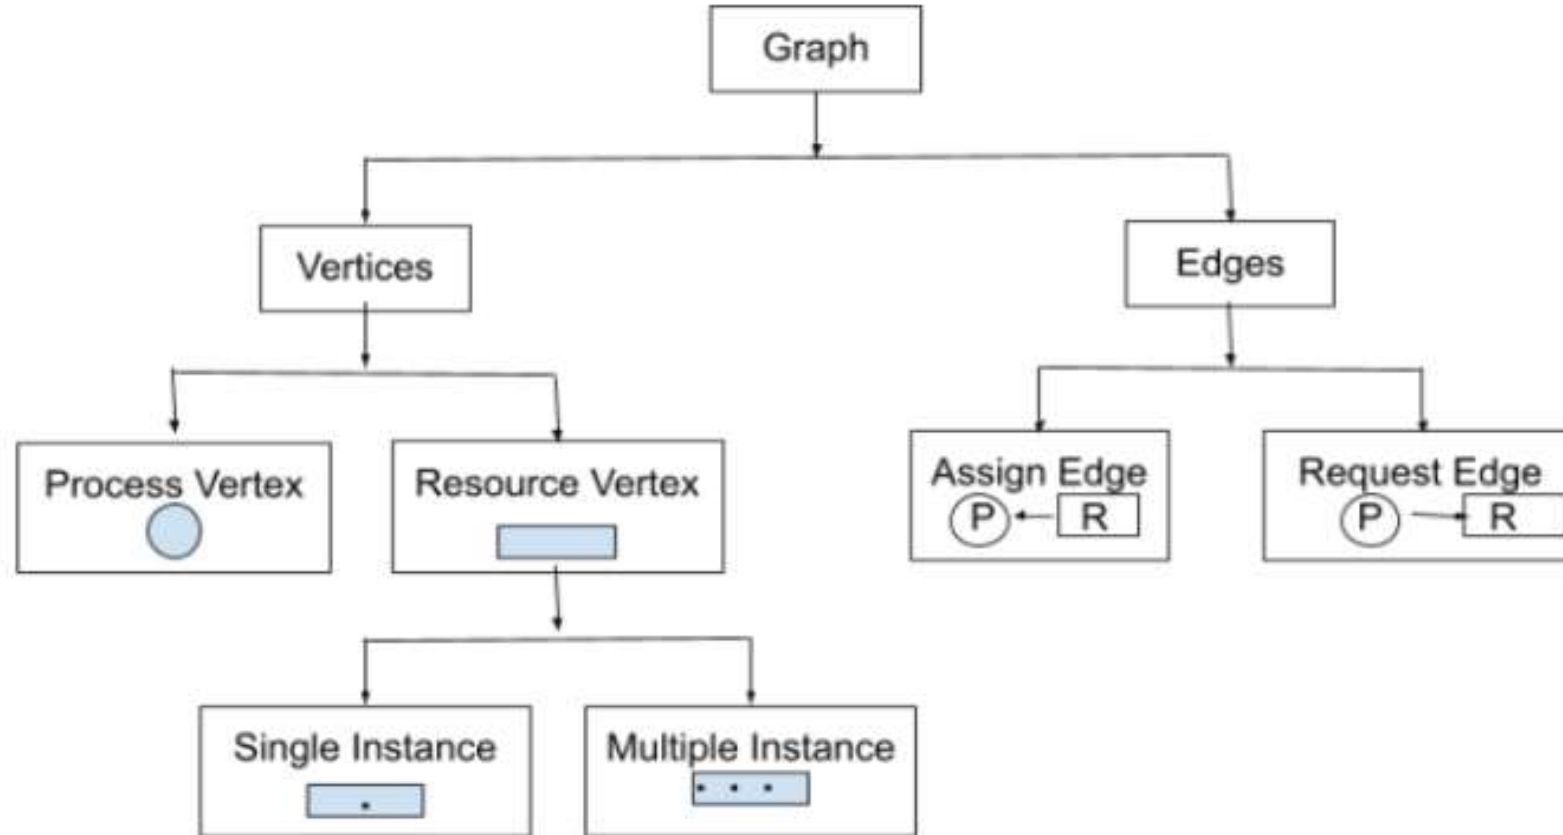 Graph
Vertices
Edges
Process Vertex
Resource Vertex
Assign Edge
P
R
Request Edge
P
R
Single Instance
Multiple Instance